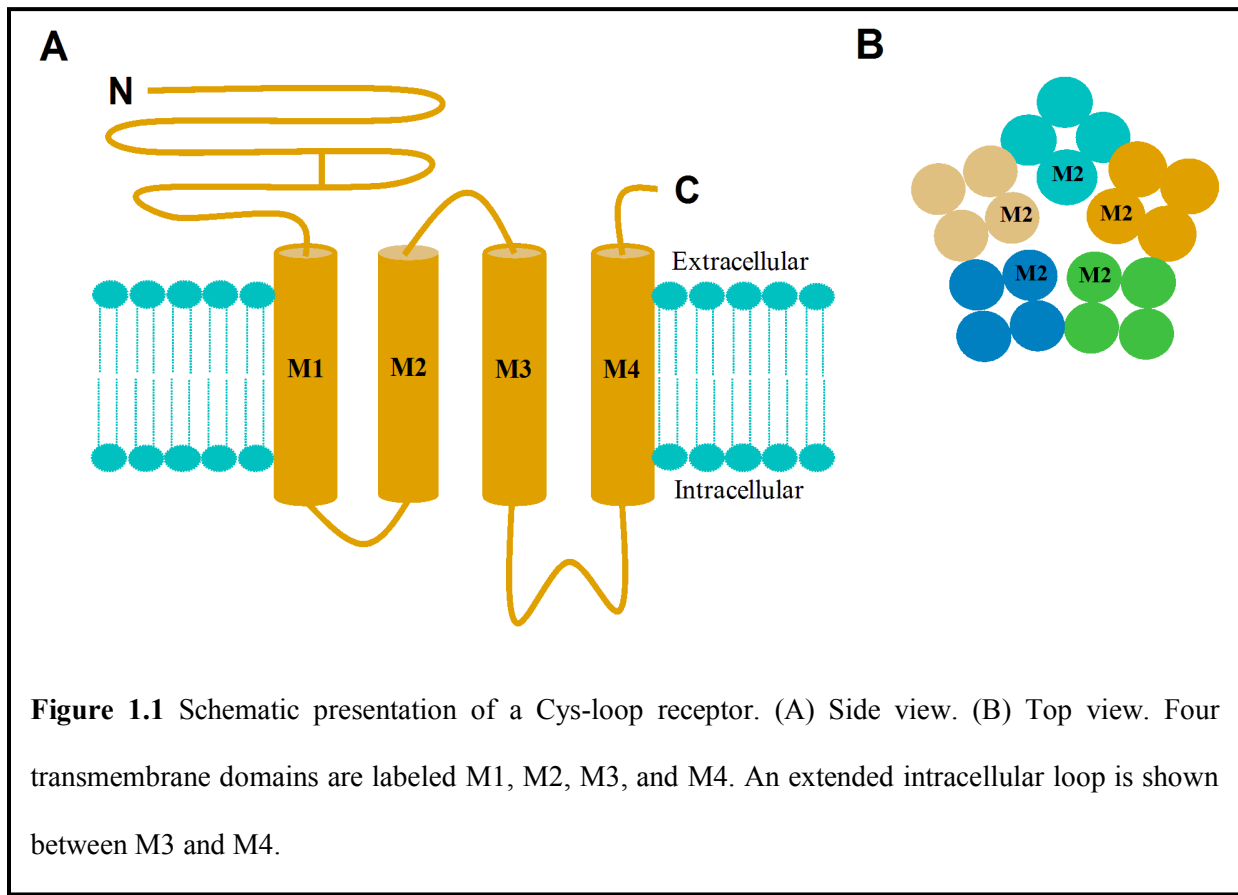 A
B
N
C
M2
M2
M2
M2
M2
Extracellular
M1
M2
M3
M4
Intracellular
Figure 1.1 Schematic presentation of a Cys-loop receptor. (A) Side view. (B) Top view. Four
transmembrane domains are labeled M1, M2, M3, and M4. An extended intracellular loop is shown
between M3 and M4.